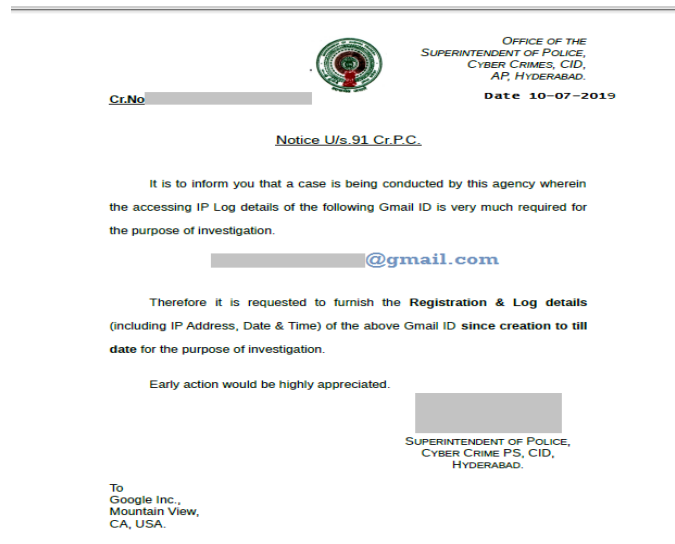 OFFICE OF THE
SUPERINTENDENT OF POLICE,
CYBER CRIMES, CID,
AP, HYDERABAD.
Cr.No
Date 10-07-2019
Notice U/s.91 Cr.P.C.
It is to inform you that a case is being conducted by this agency wherein
the accessing IP Log details of the following Gmail ID is very much required for
the purpose of investigation.
@gmail.com
Therefore it is requested to furnish the Registration & Log details
(including IP Address, Date & Time) of the above Gmail ID since creation to till
date for the purpose of investigation.
Early action would be highly appreciated.
SUPERINTENDENT OF POLICE,
CYBER CRIME PS, CID,
HYDERABAD.
To
Google Inc.,
Mountain View,
CA, USA.